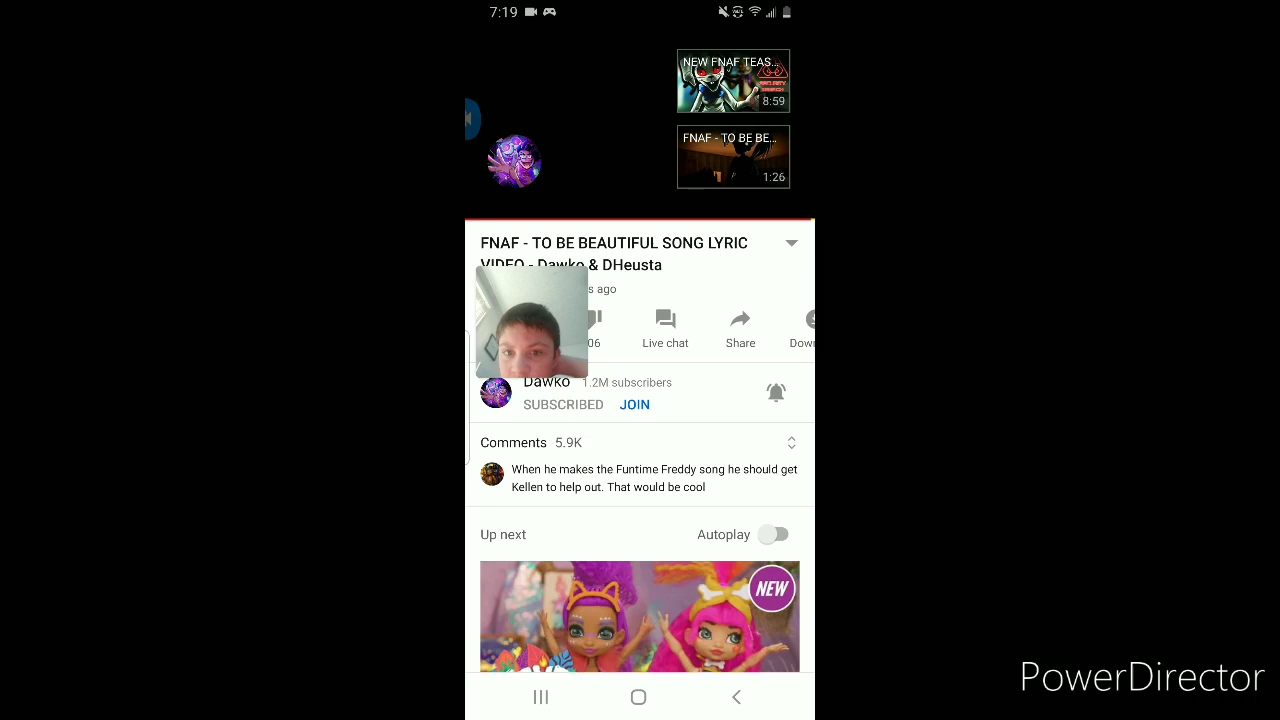 7:19
NEW FNAF TEAS...
8:59
FNAF - TO BE BE...
1:26
FNAF - TO BE BEAUTIFUL SONG LYRIC
VIDEO - Dawko & DHeusta
s ago
06
Live chat
Share
Down
Dawko 1.2M subscribers
SUBSCRIBED JOIN
Comments 5.9K
When he makes the Funtime Freddy song he should get
Kellen to help out. That would be cool
Up next
Autoplay
NEW
PowerDirector